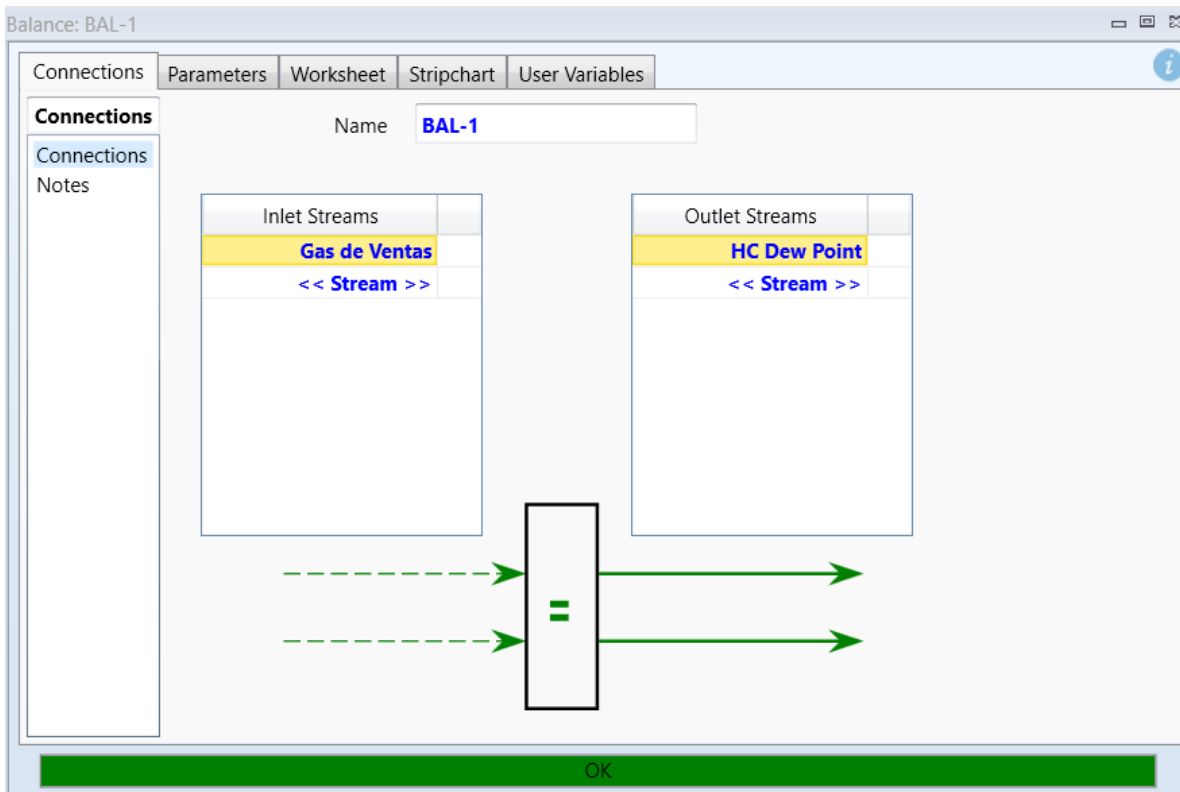 Balance: BAL-1
Connections Parameters Worksheet Stripchart User Variables
Connections
Connections
Notes
Name BAL-1
Inlet Streams
Gas de Ventas
<< Stream >>
Outlet Streams
HC Dew Point
<< Stream >>
=
OK